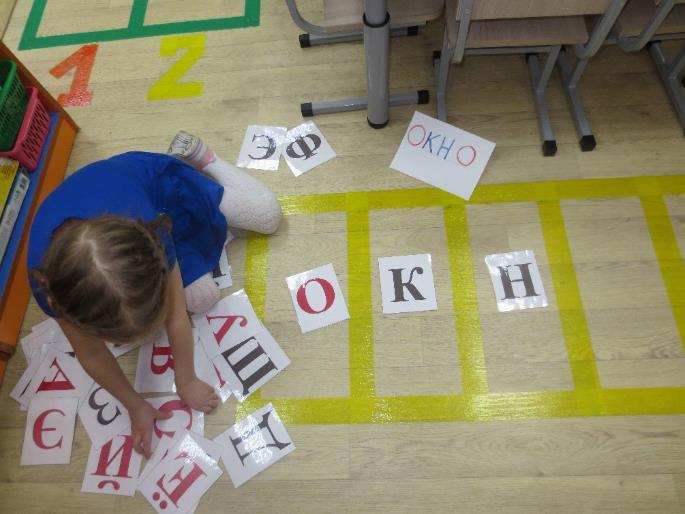 1 2
Э Ф
ОКНО
О К Н
У
В
Щ
А
З
Є
Й
Ё
Д